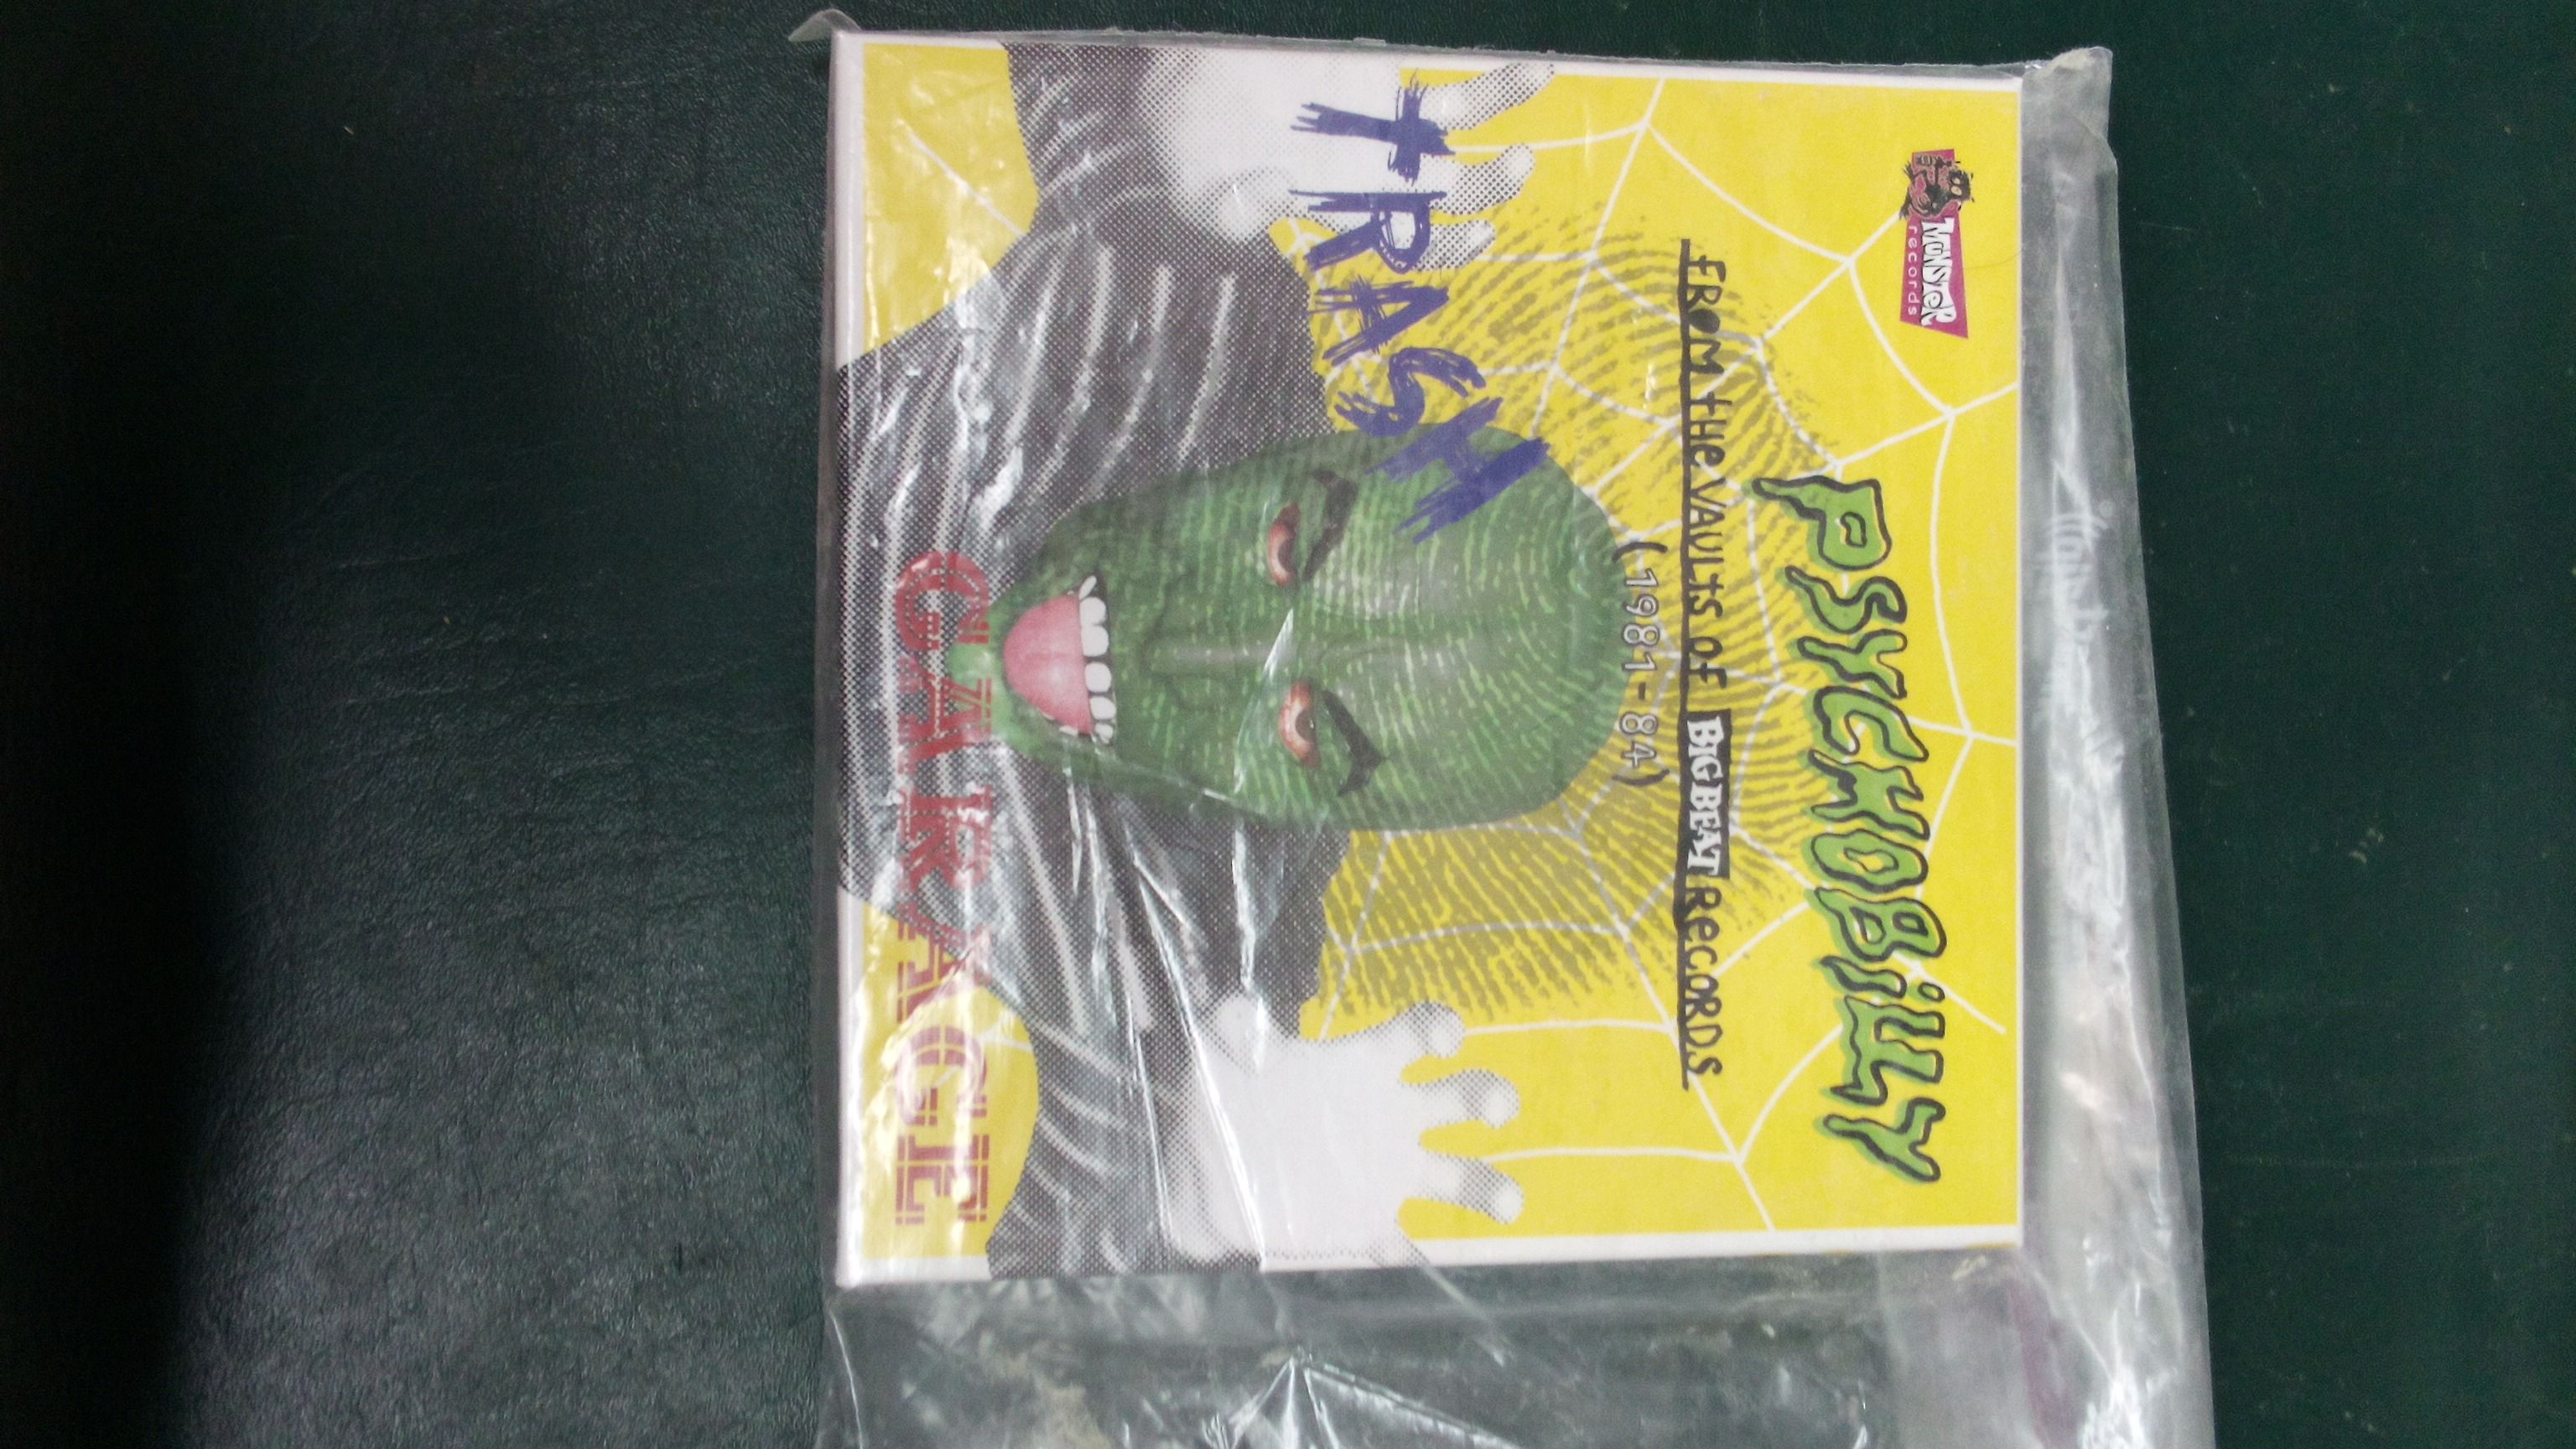 MONSTER
records
PSYCHOBiLLY
FROM tHe VAULtS OF BIG BEAT ReCORDS
(1981-84)
tRASH
GARAGE